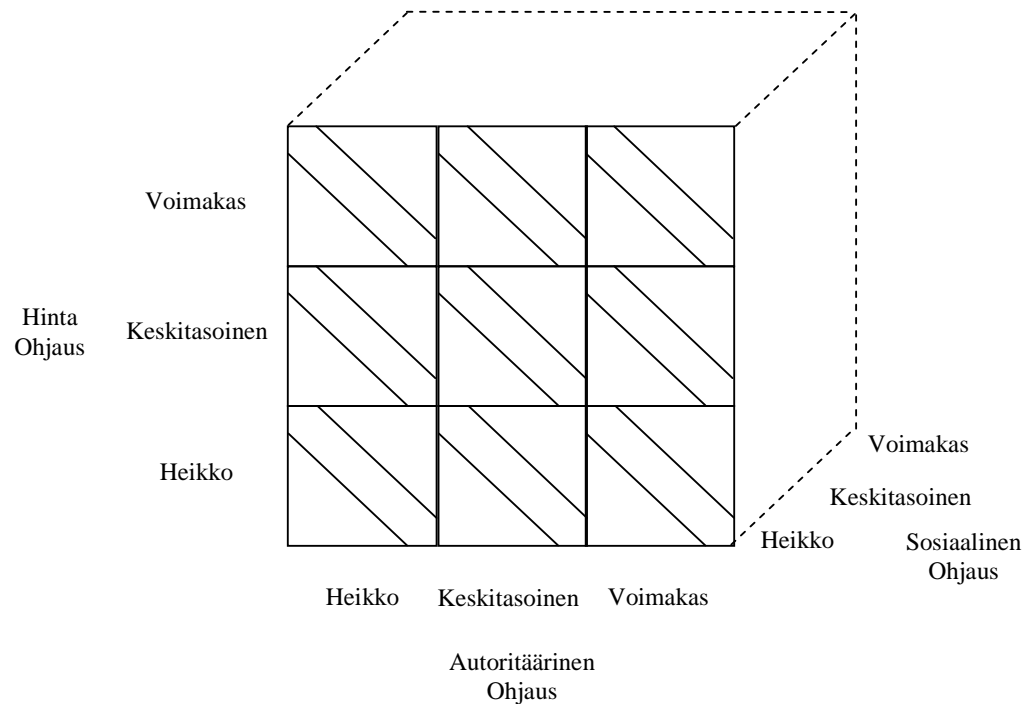 Voimakas
Hinta
Ohjaus
Keskitasoinen
Heikko
Voimakas
Keskitasoinen
Heikko
Sosiaalinen
Ohjaus
Heikko
Keskitasoinen
Voimakas
Autoritäärinen
Ohjaus